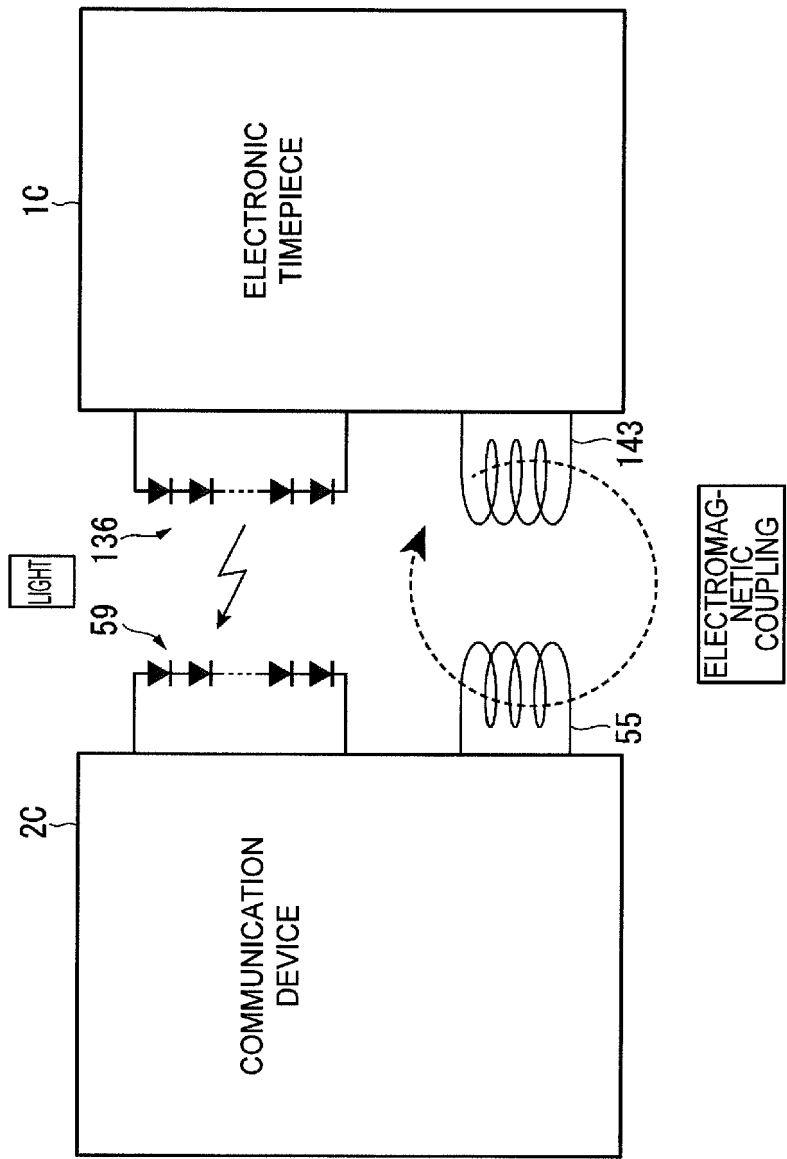 1C
ELECTRONIC
TIMEPIECE
136
143
LIGHT
59
55
ELECTROMAG-
NETIC
COUPLING
2C
COMMUNICATION
DEVICE